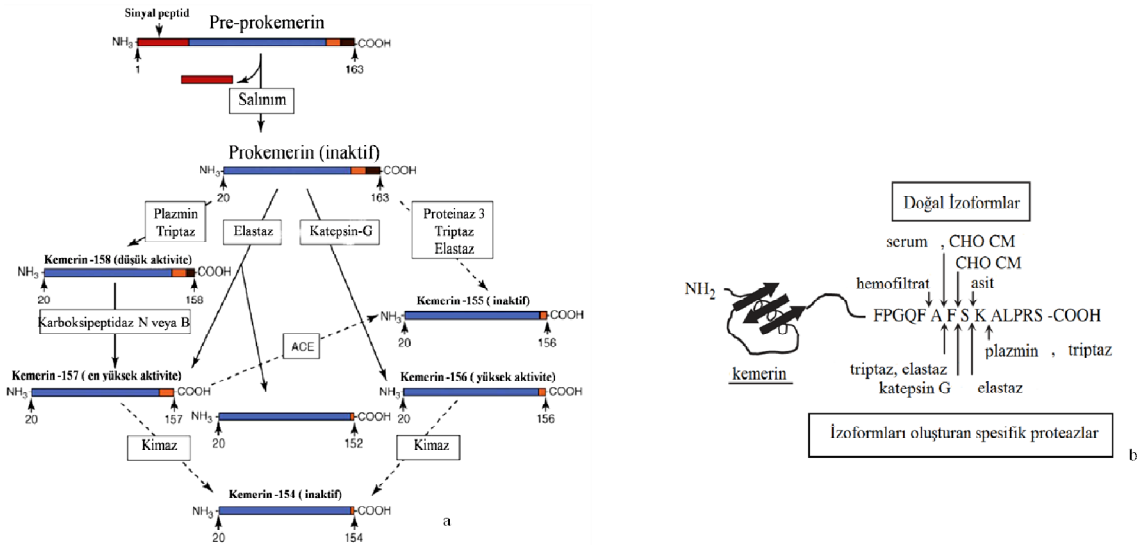 Sinyal peptid
Pre-prokemerin
NH3
COOH
1
163
Salınım
Prokemerin (inaktif)
NH3
COOH
20
163
Plazmin
Triptaz
Elastaz
Katepsin-G
Proteinaz 3
Triptaz
Elastaz
Kemerin -158 (düşük aktivite)
NH3
COOH
20
158
Karboksipeptidaz N veya B
Kemerin -155 ( inaktif)
NH3
COOH
20
156
ACE
Kemerin -157 ( en yüksek aktivite)
NH3
COOH
20
157
Kemerin -156 ( yüksek aktivite)
NH3
COOH
20
156
NH3
COOH
20
152
Kimaz
Kimaz
Kemerin -154 ( inaktif)
NH3
COOH
20
154
a
Doğal İzoformlar
serum , CHO CM
CHO CM
hemofiltrat
asit
NH2
FPGQF A F S K ALPRS -COOH
kemerin
plazmin , triptaz
triptaz, elastaz
katepsin G
elastaz
İzoformları oluşturan spesifik proteazlar
b